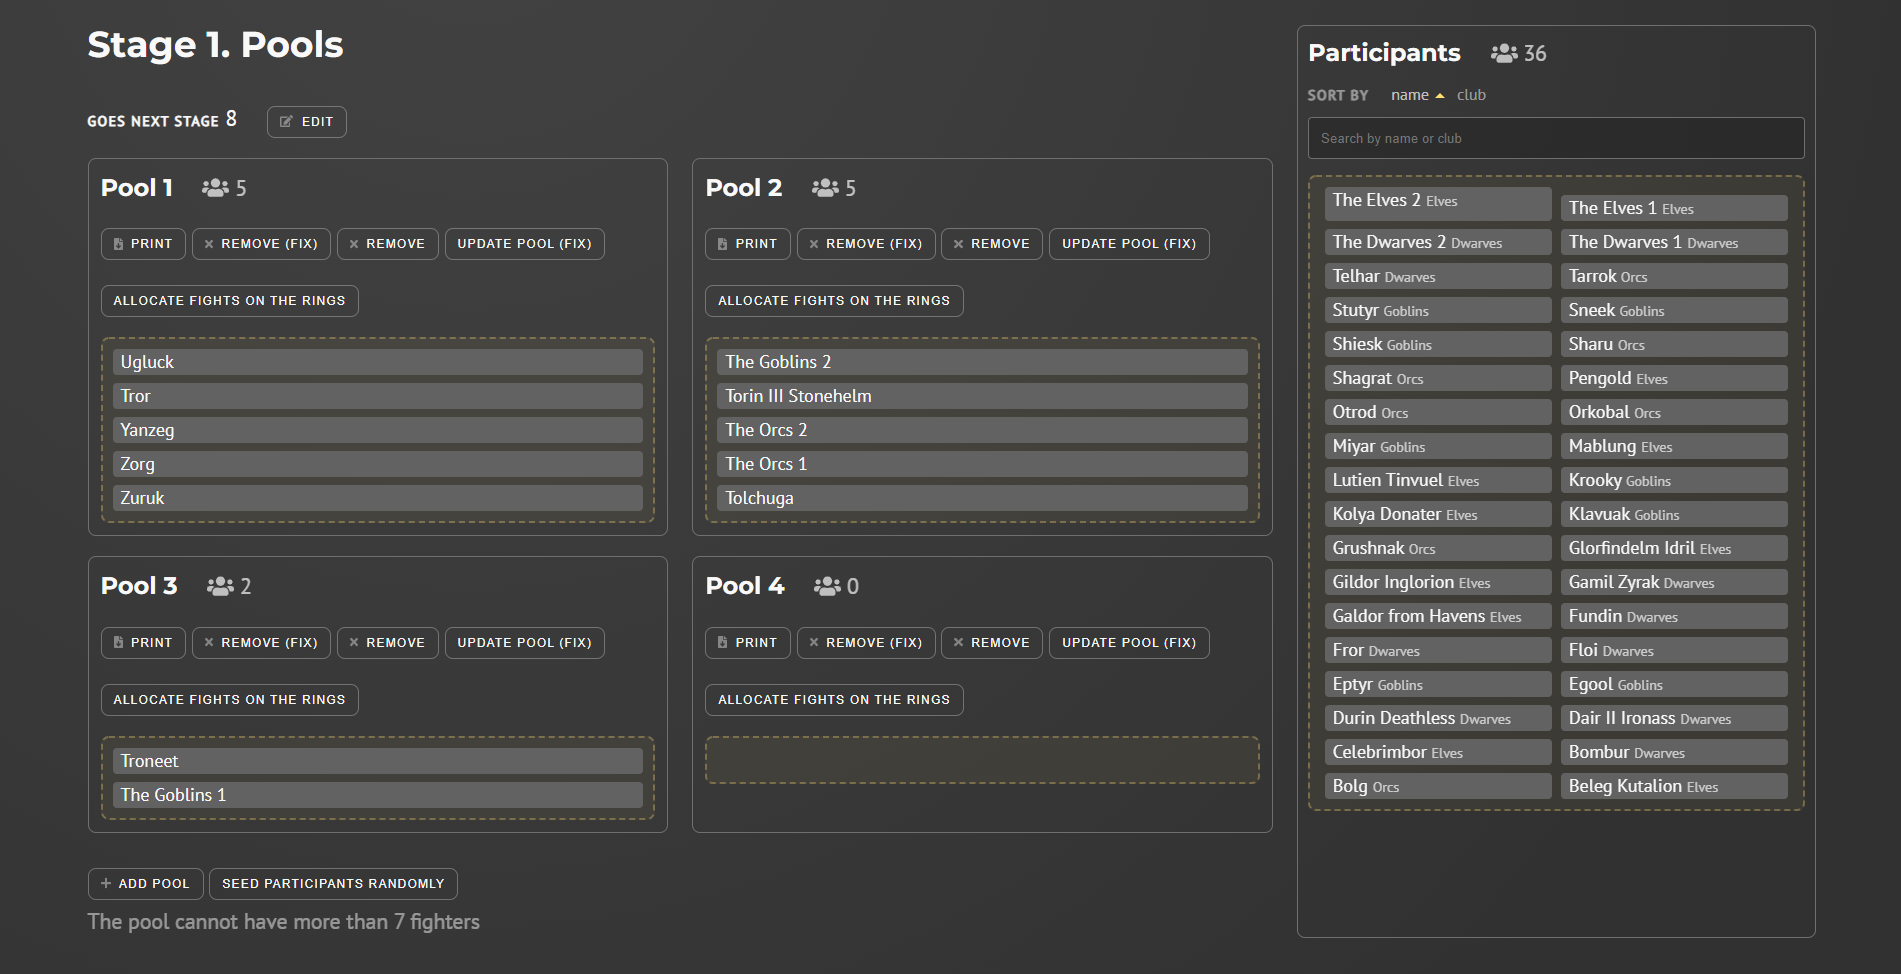 Stage 1. Pools
GOES NEXT STAGE 8
EDIT
Pool 1 5
PRINT
REMOVE (FIX)
REMOVE
UPDATE POOL (FIX)
ALLOCATE FIGHTS ON THE RINGS
Ugluck
Tror
Yanzeg
Zorg
Zuruk
Pool 2 5
PRINT
REMOVE (FIX)
REMOVE
UPDATE POOL (FIX)
ALLOCATE FIGHTS ON THE RINGS
The Goblins 2
Torin III Stonehelm
The Orcs 2
The Orcs 1
Tolchuga
Pool 3 2
PRINT
REMOVE (FIX)
REMOVE
UPDATE POOL (FIX)
ALLOCATE FIGHTS ON THE RINGS
Troneet
The Goblins 1
Pool 4 0
PRINT
REMOVE (FIX)
REMOVE
UPDATE POOL (FIX)
ALLOCATE FIGHTS ON THE RINGS
ADD POOL
SEED PARTICIPANTS RANDOMLY
The pool cannot have more than 7 fighters
Participants 36
SORT BY name club
Search by name or club
The Elves 2 Elves
The Elves 1 Elves
The Dwarves 2 Dwarves
The Dwarves 1 Dwarves
Telhar Dwarves
Tarrok Orcs
Stutyr Goblins
Sneek Goblins
Shiesk Goblins
Sharu Orcs
Shagrat Orcs
Pengold Elves
Otrod Orcs
Orkobal Orcs
Miyar Goblins
Mablung Elves
Lutien Tinvuel Elves
Krooky Goblins
Kolya Donater Elves
Klavuak Goblins
Grushnak Orcs
Glorfindelm Idril Elves
Gildor Inglorion Elves
Gamil Zyrak Dwarves
Galdor from Havens Elves
Fundin Dwarves
Fror Dwarves
Floi Dwarves
Eptyr Goblins
Egool Goblins
Durin Deathless Dwarves
Dair II Ironass Dwarves
Celebrimbor Elves
Bombur Dwarves
Bolg Orcs
Beleg Kutalion Elves